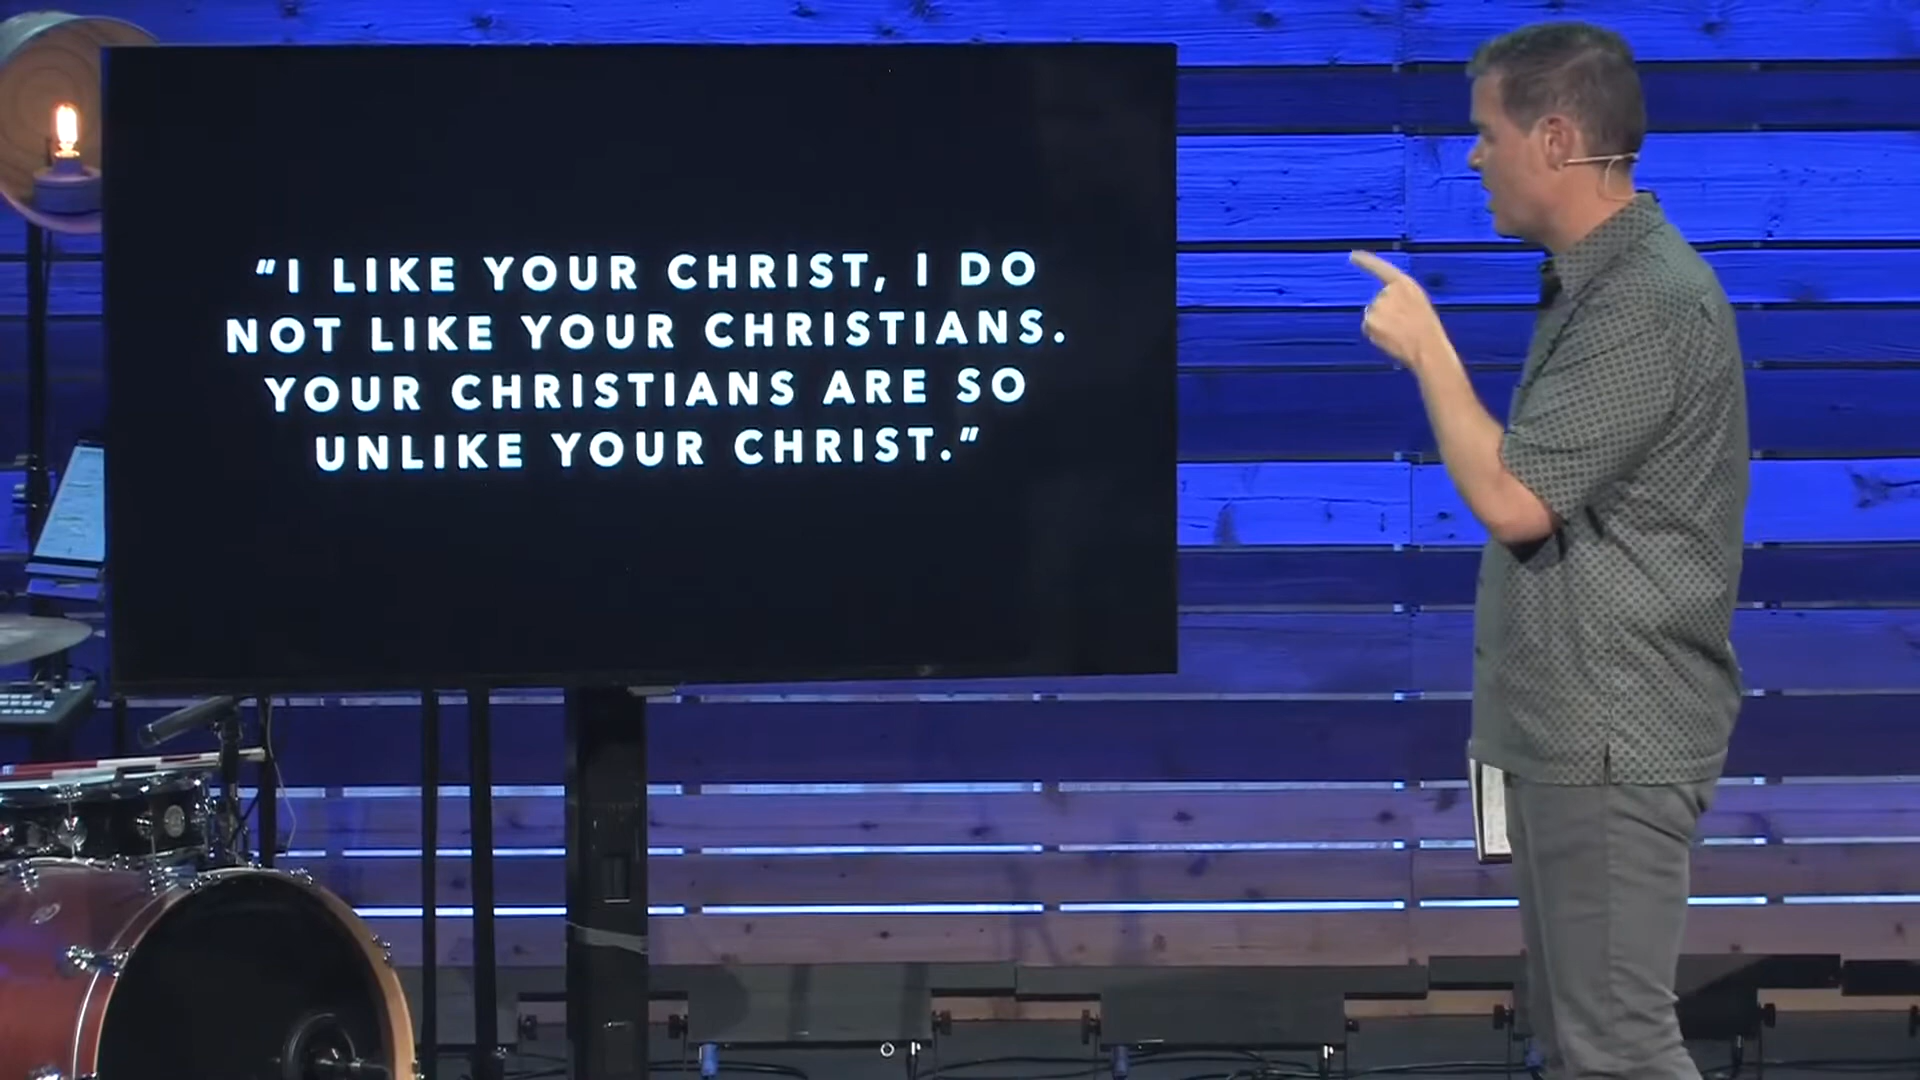 “I LIKE YOUR CHRIST, I DO
NOT LIKE YOUR CHRISTIANS.
YOUR CHRISTIANS ARE SO
UNLIKE YOUR CHRIST.”